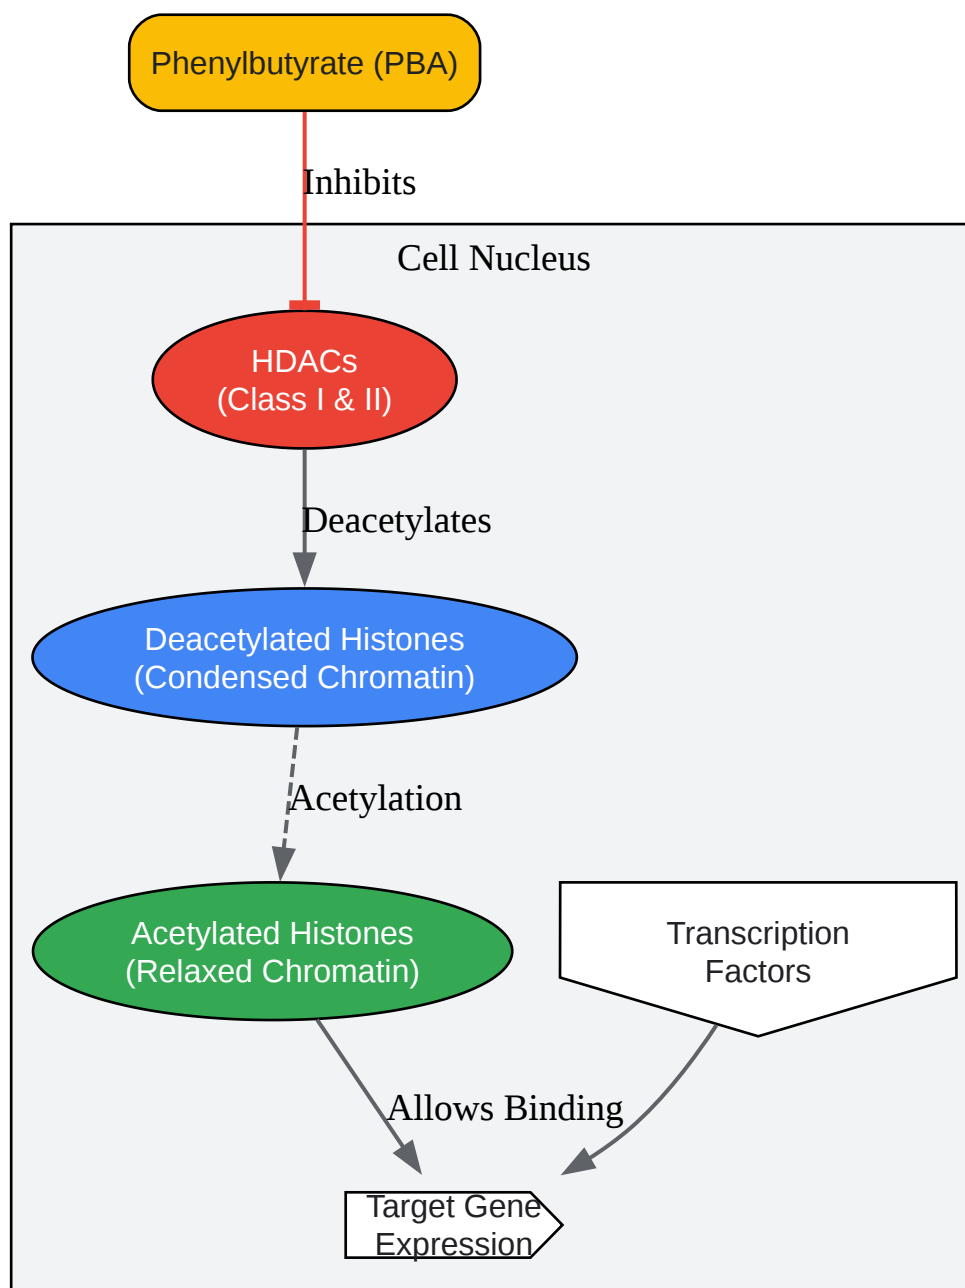 Phenylbutyrate (PBA)
Inhibits
Cell Nucleus
HDACs
(Class I & II)
Deacetylates
Deacetylated Histones
(Condensed Chromatin)
Acetylation
Acetylated Histones
(Relaxed Chromatin)
Transcription
Factors
Allows Binding
Target Gene
Expression